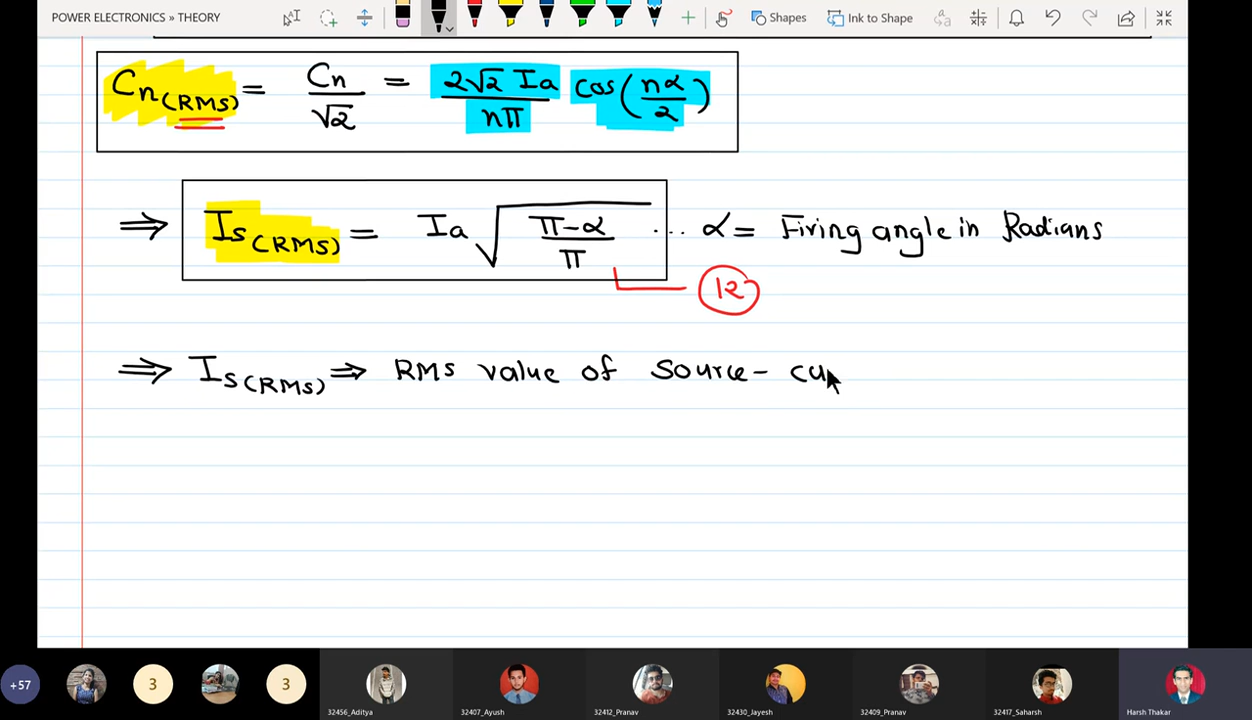 POWER ELECTRONICS » THEORY
Shapes
Ink to Shape
Cn(RMS) = Cn/√2 = 2√2 Ia/nπ cos(nα/2)
⇒ Is(RMS) = Ia √(π-α/π) ... α = Firing angle in Radians
12
⇒ Is(RMS) ⇒ RMS value of source - cu
+57
3
3
32456_Aditya
32407_Ayush
32412_Pranav
32430_Jayesh
32409_Pranav
32417_Saharsh
Harsh Thakar